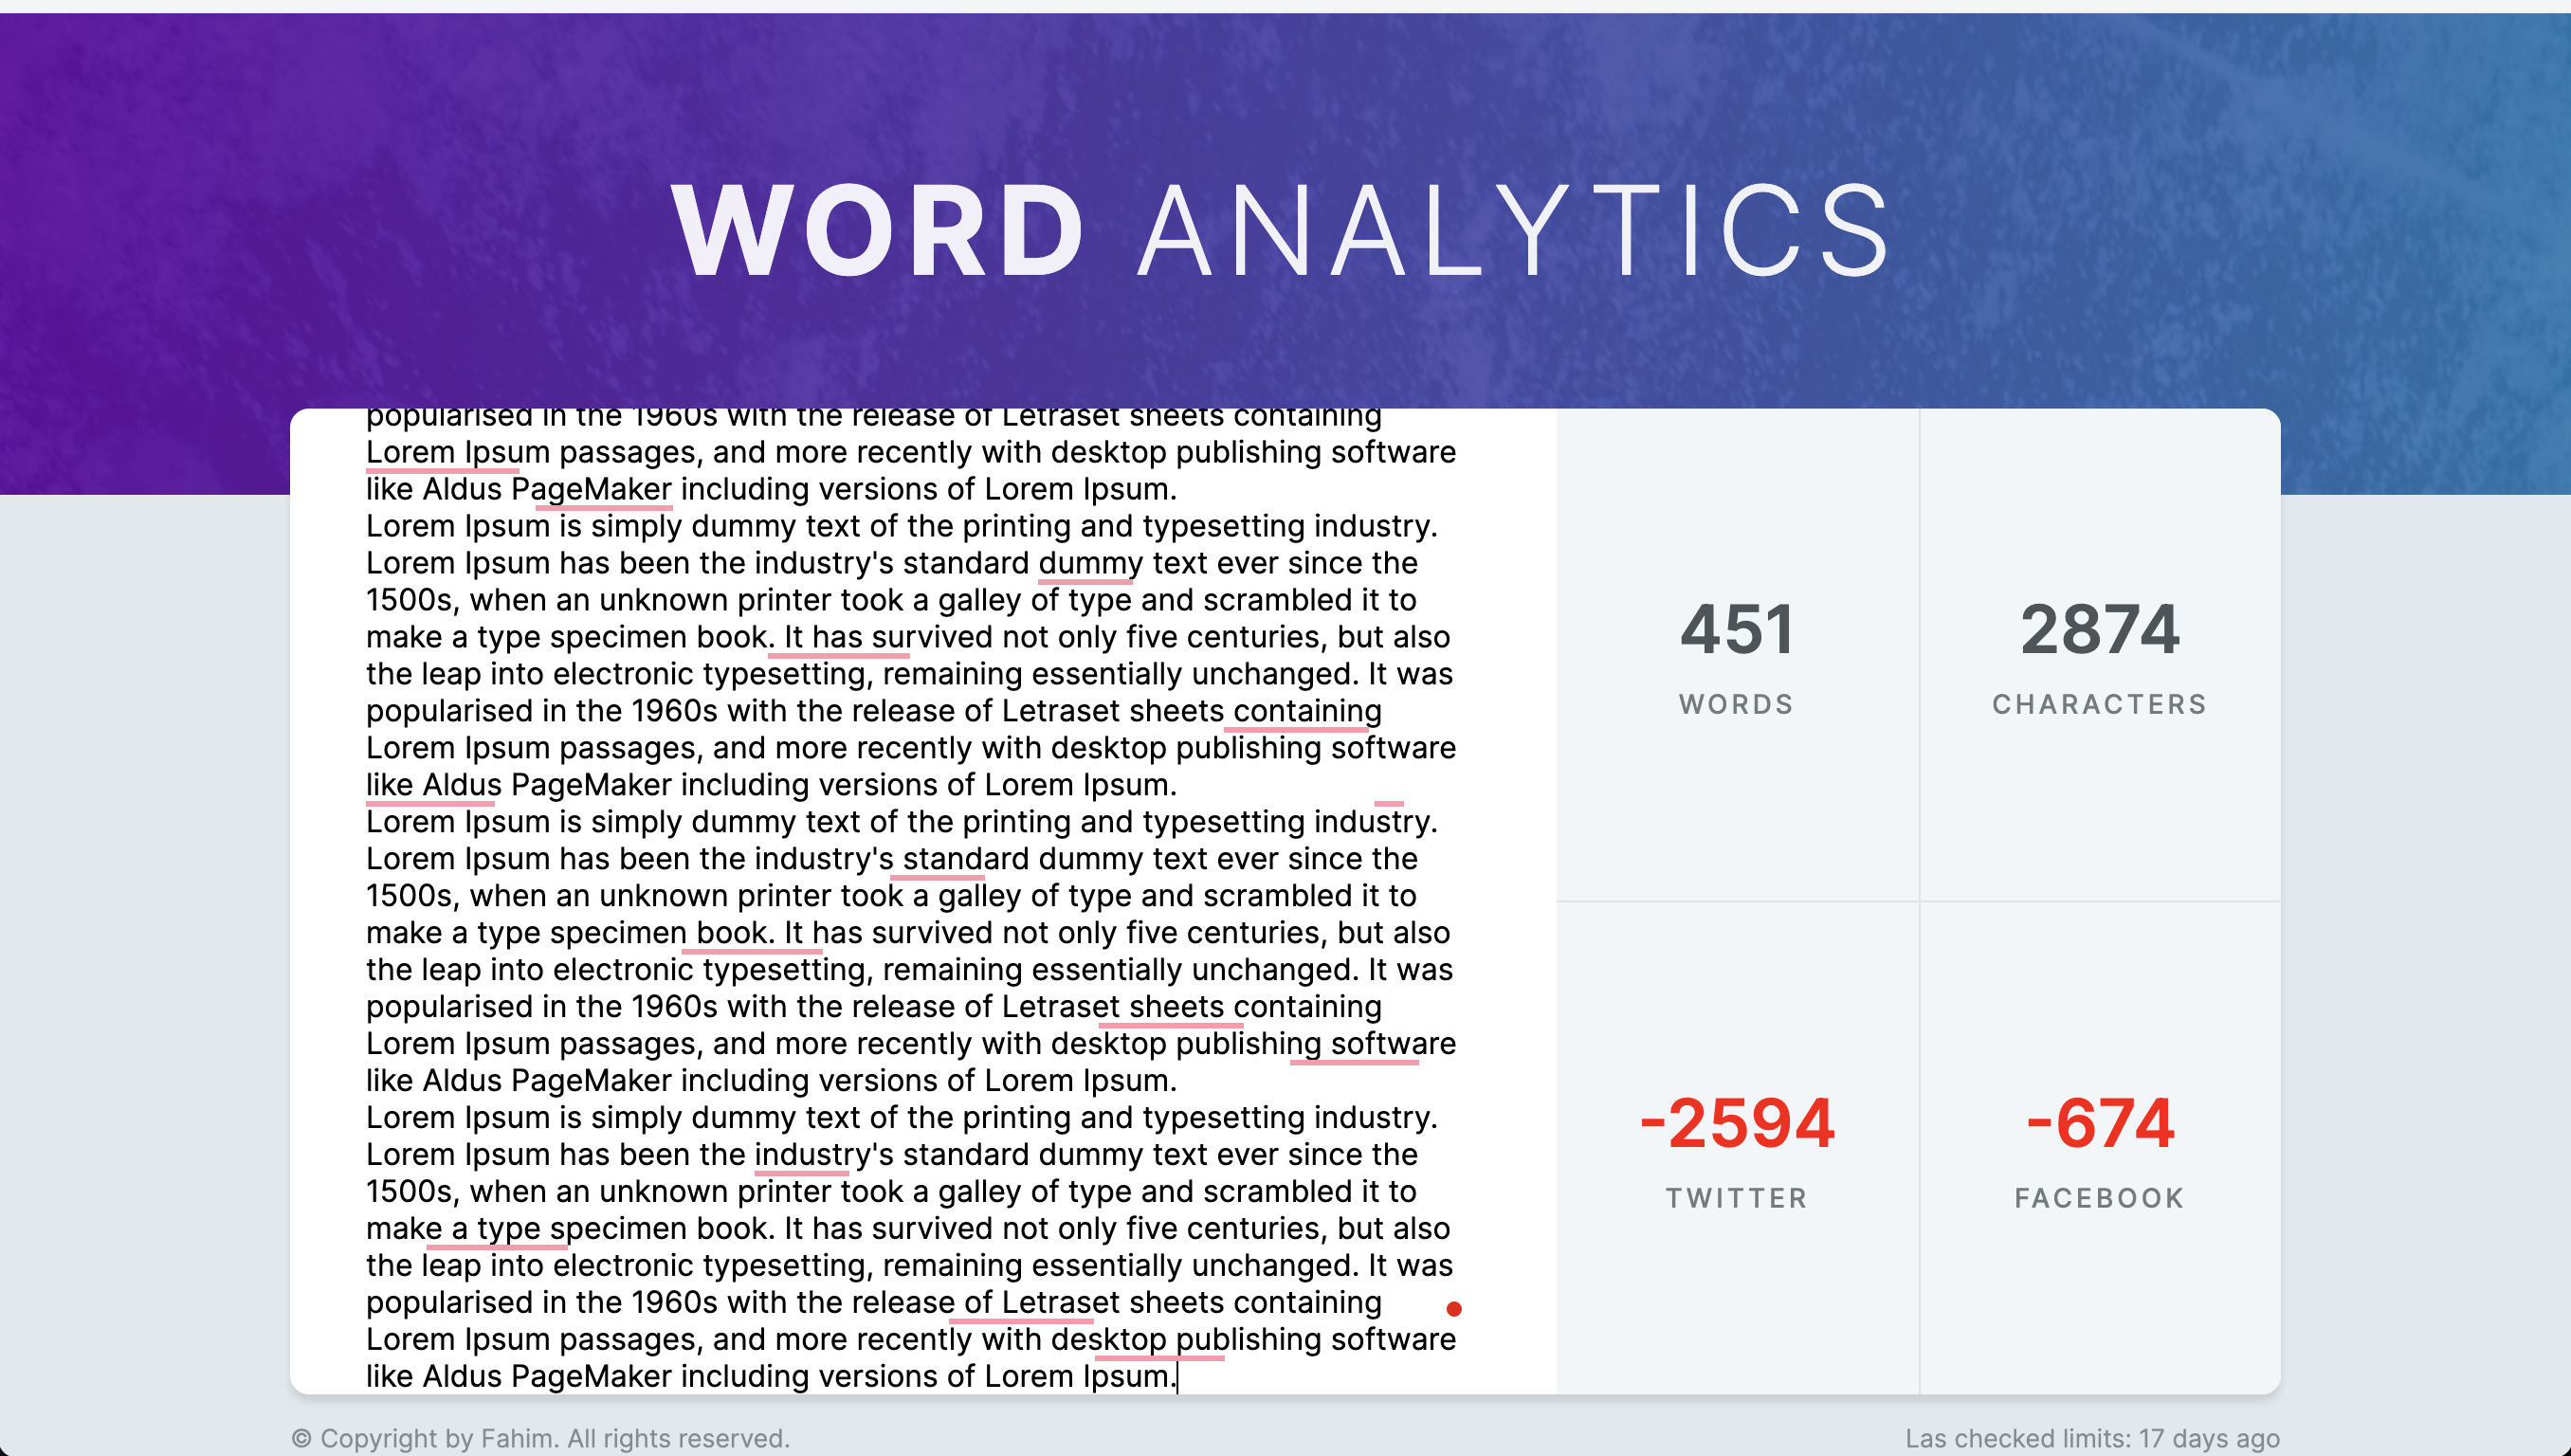 WORD ANALYTICS
popularised in the 1960s with the release of Letraset sheets containing
Lorem Ipsum passages, and more recently with desktop publishing software
like Aldus PageMaker including versions of Lorem Ipsum.
Lorem Ipsum is simply dummy text of the printing and typesetting industry.
Lorem Ipsum has been the industry's standard dummy text ever since the
1500s, when an unknown printer took a galley of type and scrambled it to
make a type specimen book. It has survived not only five centuries, but also
the leap into electronic typesetting, remaining essentially unchanged. It was
popularised in the 1960s with the release of Letraset sheets containing
Lorem Ipsum passages, and more recently with desktop publishing software
like Aldus PageMaker including versions of Lorem Ipsum.
Lorem Ipsum is simply dummy text of the printing and typesetting industry.
Lorem Ipsum has been the industry's standard dummy text ever since the
1500s, when an unknown printer took a galley of type and scrambled it to
make a type specimen book. It has survived not only five centuries, but also
the leap into electronic typesetting, remaining essentially unchanged. It was
popularised in the 1960s with the release of Letraset sheets containing
Lorem Ipsum passages, and more recently with desktop publishing software
like Aldus PageMaker including versions of Lorem Ipsum.
Lorem Ipsum is simply dummy text of the printing and typesetting industry.
Lorem Ipsum has been the industry's standard dummy text ever since the
1500s, when an unknown printer took a galley of type and scrambled it to
make a type specimen book. It has survived not only five centuries, but also
the leap into electronic typesetting, remaining essentially unchanged. It was
popularised in the 1960s with the release of Letraset sheets containing
Lorem Ipsum passages, and more recently with desktop publishing software
like Aldus PageMaker including versions of Lorem Ipsum.
451
WORDS
2874
CHARACTERS
-2594
TWITTER
-674
FACEBOOK
© Copyright by Fahim. All rights reserved.
Las checked limits: 17 days ago